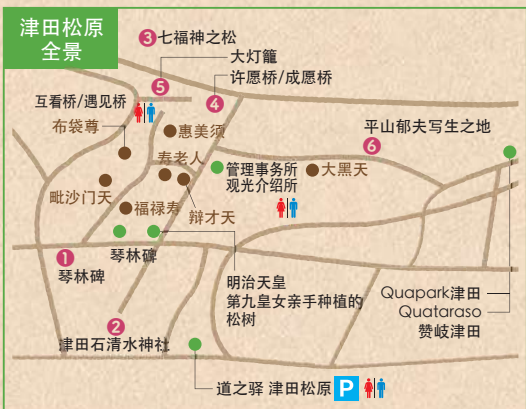 津田松原
全景
3 七福神之松
大灯籠
5
4 许愿桥/成愿桥
互看桥/遇见桥
布袋尊
惠美须
平山郁夫写生之地
6
寿老人
管理事务所
观光介绍所
大黑天
毗沙门天
福禄寿
辩才天
1
琴林碑
琴林碑
明治天皇
第九皇女亲手种植的
松树
Quapark津田
Quataraso
赞岐津田
2
津田石清水神社
道之驿 津田松原 P